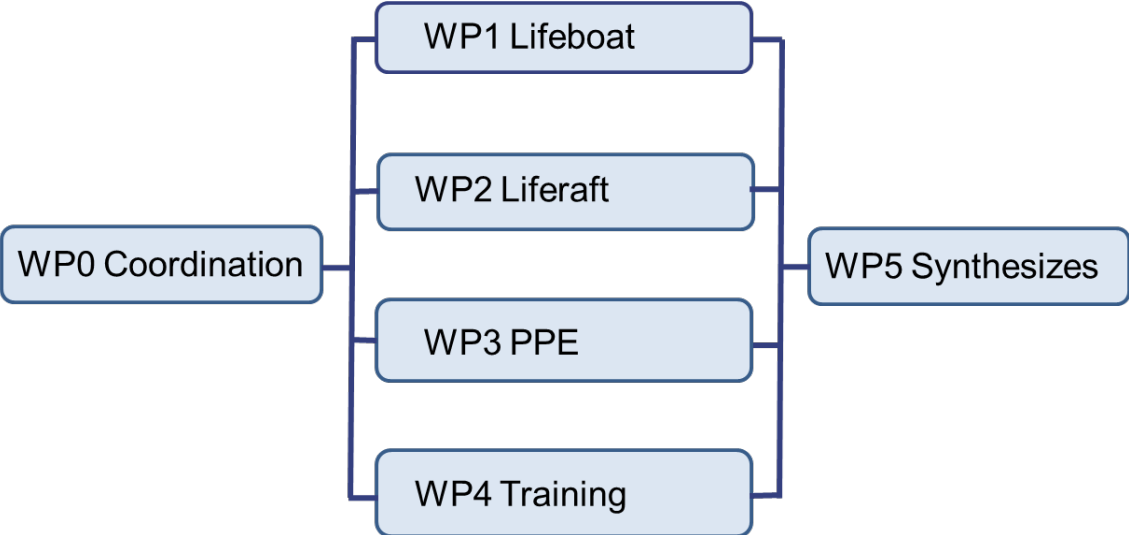 WP1 Lifeboat
WP2 Liferaft
WP0 Coordination
WP5 Synthesizes
WP3 PPE
WP4 Training